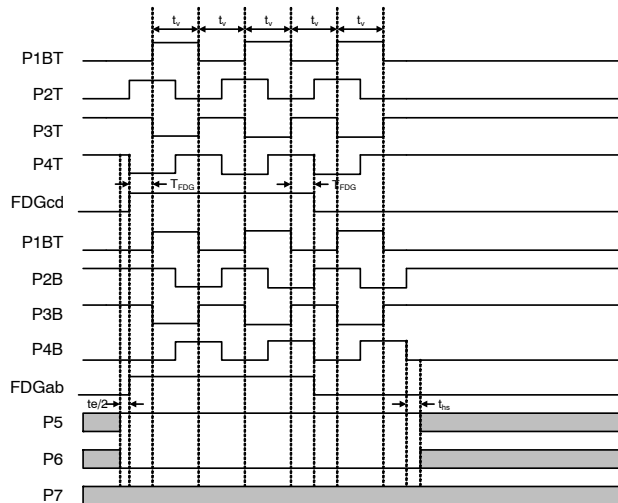 tv tv tv tv tv
P1BT
P2T
P3T
P4T
TFDG TFDG
FDGcd
P1BT
P2B
P3B
P4B
FDGab
te/2 ths
P5
P6
P7